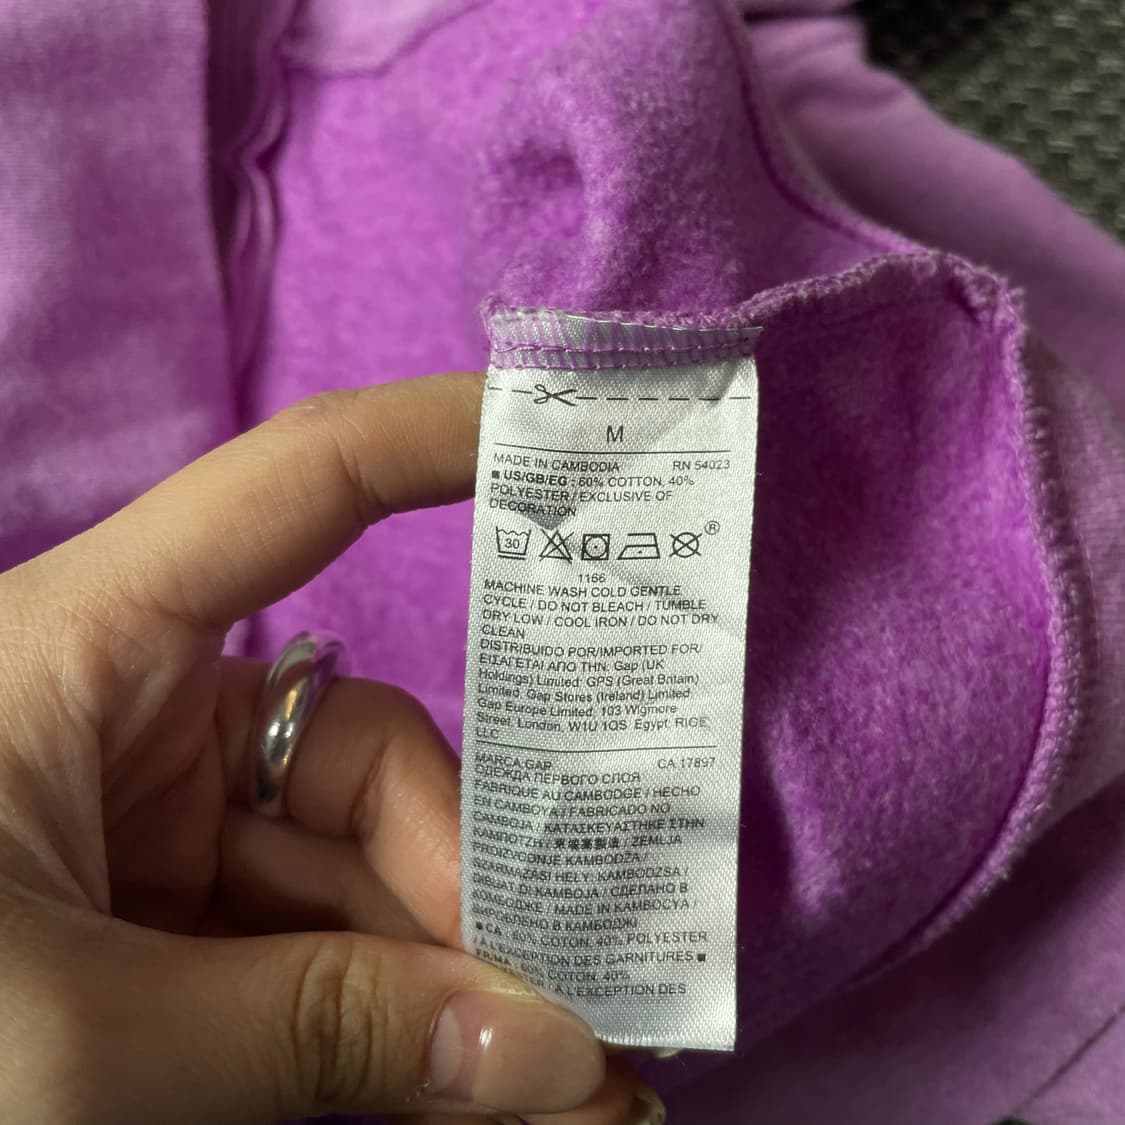 M
MADE IN CAMBODIA RN 54023
■ US/GB/EG : 60% COTTON, 40%
POLYESTER / EXCLUSIVE OF
DECORATION
30 ®
1166
MACHINE WASH COLD GENTLE
CYCLE / DO NOT BLEACH / TUMBLE
DRY LOW / COOL IRON / DO NOT DRY
CLEAN
DISTRIBUIDO POR/IMPORTED FOR/
ΕΙΣΑΓΕΤΑΙ ΑΠΟ ΤΗΝ: Gap (UK
Holdings) Limited: GPS (Great Britain)
Limited, Gap Stores (Ireland) Limited,
Gap Europe Limited, 103 Wigmore
Street, London, W1U 1QS Egypt: RIGE
LLC
MARCA GAP CA 17897
ОДЕЖДА ПЕРВОГО СЛОЯ
FABRIQUE AU CAMBODGE / HECHO
EN CAMBOYA / FABRICADO NO
CAMBOJA / ΚΑΤΑΣΚΕΥΑΣΤΗΚΕ ΣΤΗΝ
ΚΑΜΠΟΤΖΗ / 柬埔寨製造 / ZEMLJA
PROIZVODNJE KAMBODŽA /
SZÁRMAZÁSI HELY: KAMBODZSA /
DIBUAT DI KAMBOJA / СДЕЛАНО В
КАМБОДЖЕ / MADE IN KAMBOÇYA /
ВИРОБЛЕНО В КАМБОДЖІ
■ CA : 60% COTON, 40% POLYESTER
/ À L'EXCEPTION DES GARNITURES ■
FR/MA : 60% COTON, 40%
/ À L'EXCEPTION DES